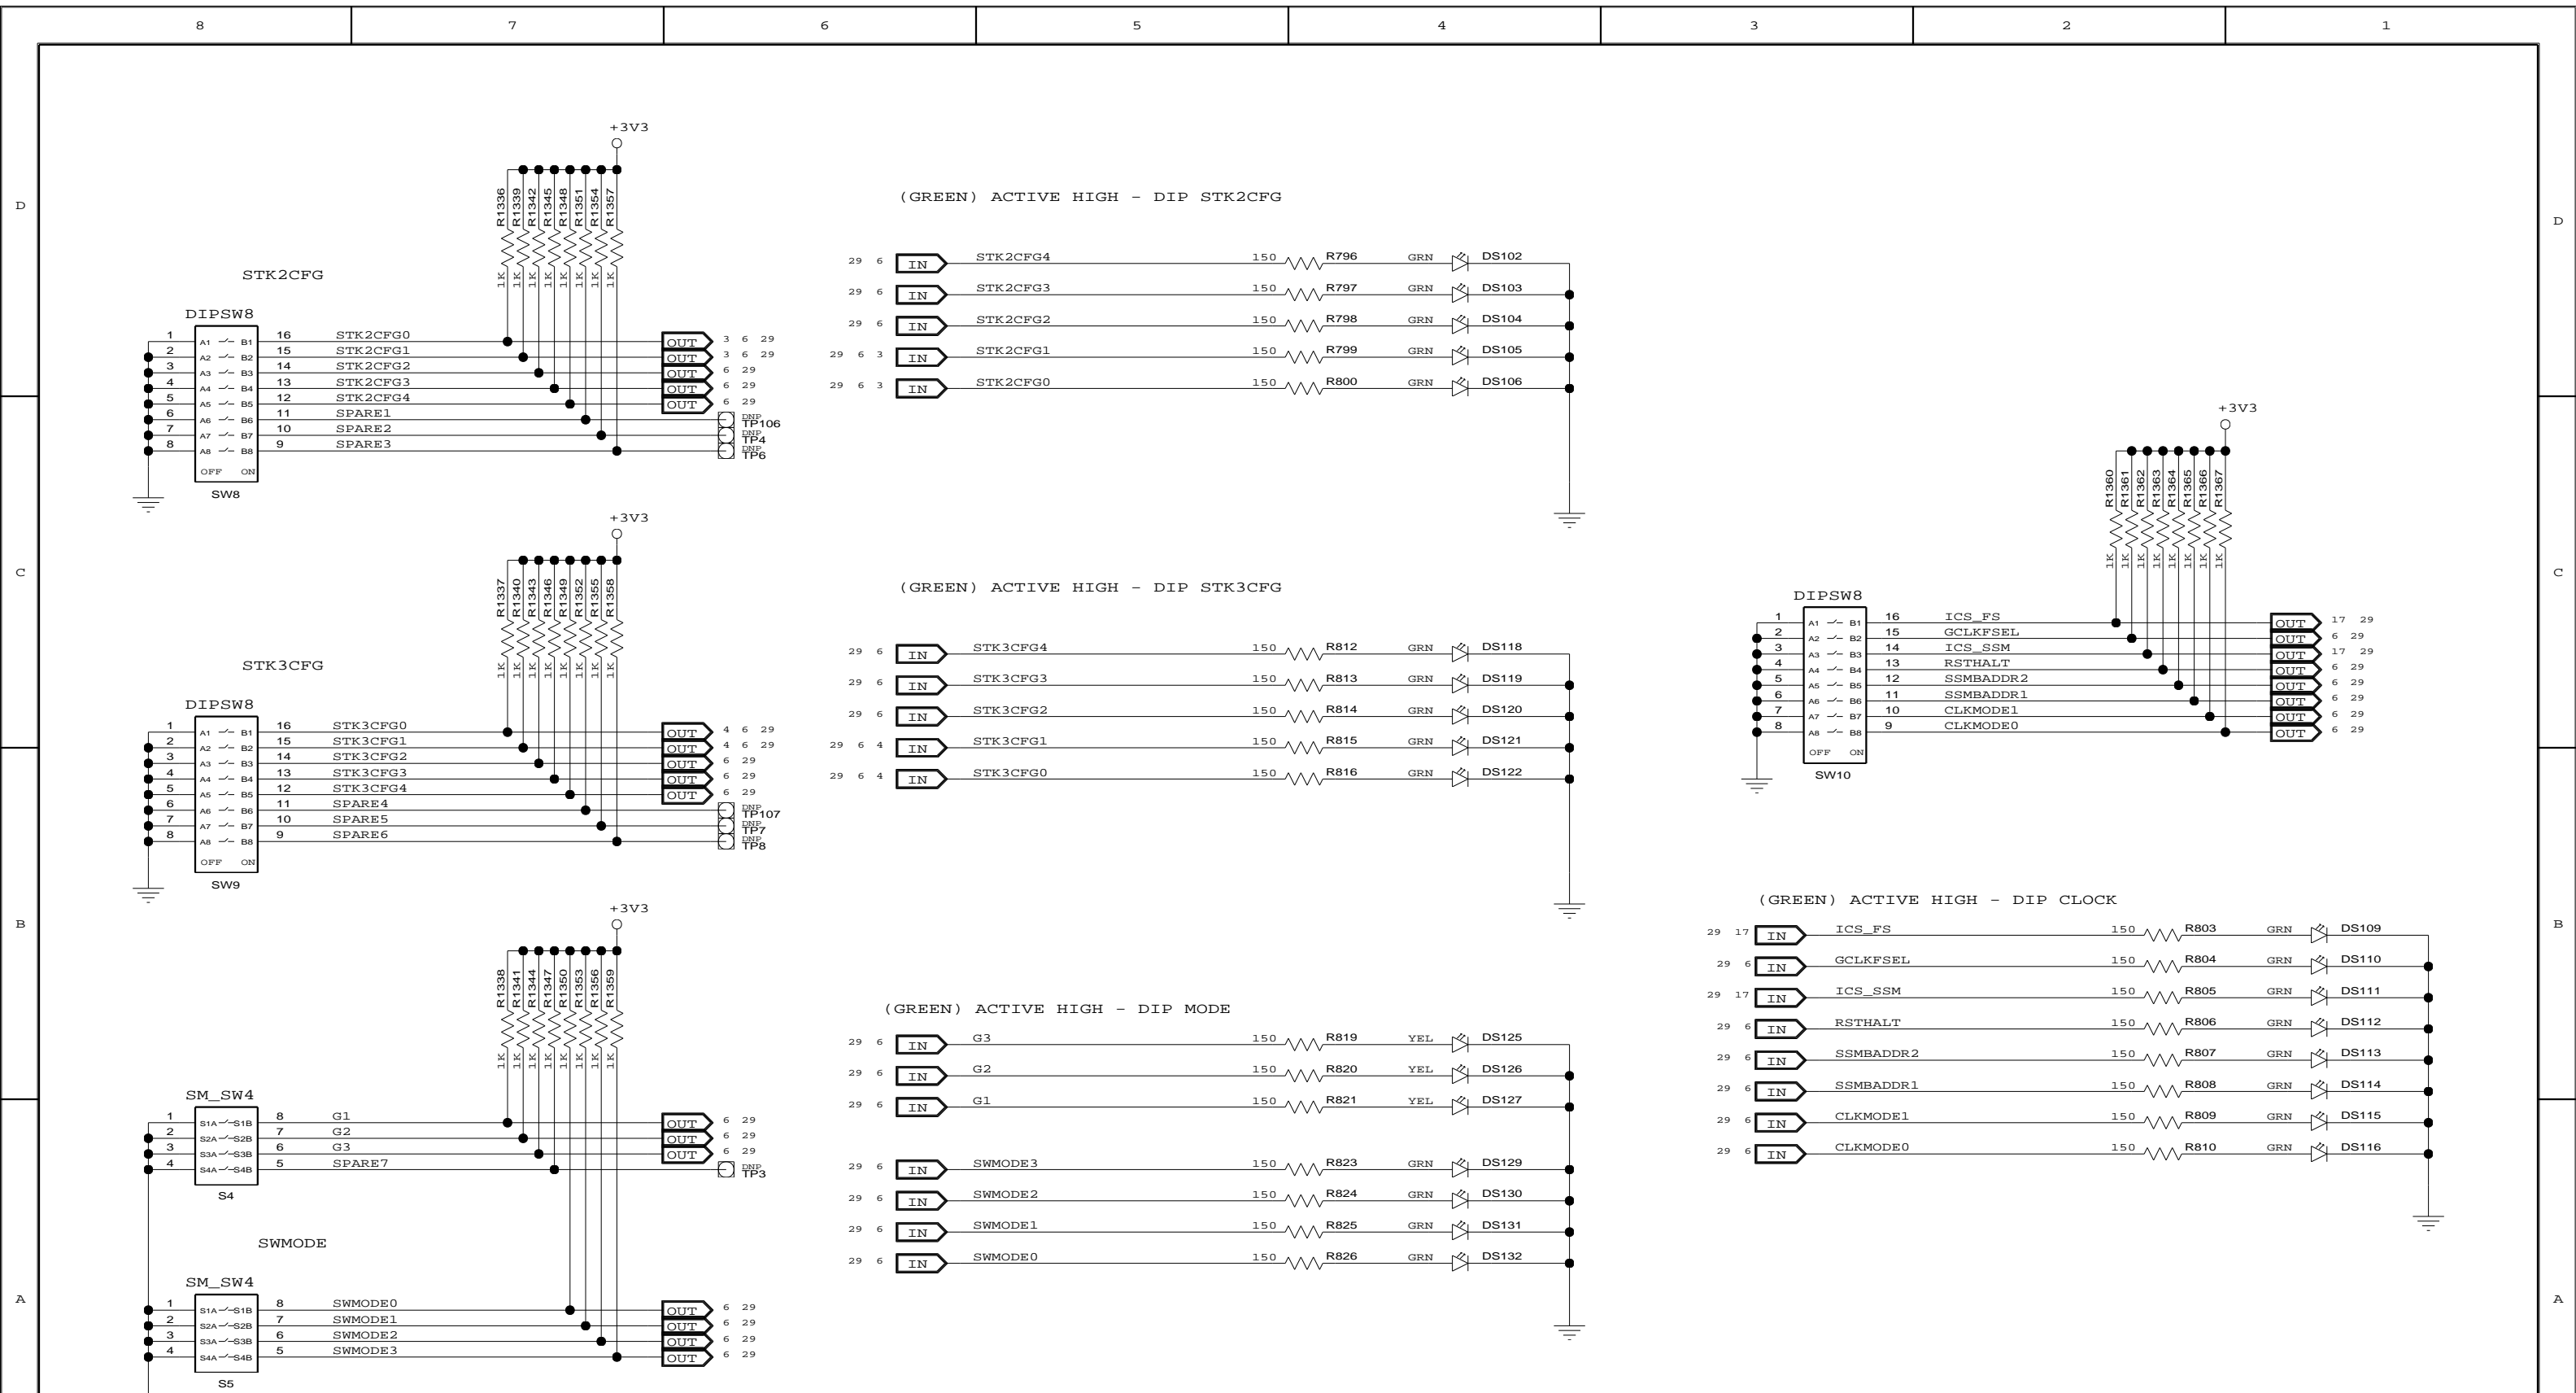 8 7 6 5 4 3 2 1
D
D
C
C
B
B
A
A
+3V3
R1336 R1339 R1342 R1345 R1348 R1351 R1354 R1357
1K 1K 1K 1K 1K 1K 1K 1K
STK2CFG
DIPSW8
1 A1 B1 16 STK2CFG0 OUT 3 6 29
2 A2 B2 15 STK2CFG1 OUT 3 6 29
3 A3 B3 14 STK2CFG2 OUT 6 29
4 A4 B4 13 STK2CFG3 OUT 6 29
5 A5 B5 12 STK2CFG4 OUT 6 29
6 A6 B6 11 SPARE1 DNP TP106
7 A7 B7 10 SPARE2 DNP TP4
8 A8 B8 9 SPARE3 DNP TP6
OFF ON
SW8
+3V3
R1337 R1340 R1343 R1346 R1349 R1352 R1355 R1358
1K 1K 1K 1K 1K 1K 1K 1K
STK3CFG
DIPSW8
1 A1 B1 16 STK3CFG0 OUT 4 6 29
2 A2 B2 15 STK3CFG1 OUT 4 6 29
3 A3 B3 14 STK3CFG2 OUT 6 29
4 A4 B4 13 STK3CFG3 OUT 6 29
5 A5 B5 12 STK3CFG4 OUT 6 29
6 A6 B6 11 SPARE4 DNP TP107
7 A7 B7 10 SPARE5 DNP TP7
8 A8 B8 9 SPARE6 DNP TP8
OFF ON
SW9
+3V3
R1338 R1341 R1344 R1347 R1350 R1353 R1356 R1359
1K 1K 1K 1K 1K 1K 1K 1K
SM_SW4
1 S1A S1B 8 G1 OUT 6 29
2 S2A S2B 7 G2 OUT 6 29
3 S3A S3B 6 G3 OUT 6 29
4 S4A S4B 5 SPARE7 DNP TP3
S4
SWMODE
SM_SW4
1 S1A S1B 8 SWMODE0 OUT 6 29
2 S2A S2B 7 SWMODE1 OUT 6 29
3 S3A S3B 6 SWMODE2 OUT 6 29
4 S4A S4B 5 SWMODE3 OUT 6 29
S5
(GREEN) ACTIVE HIGH - DIP STK2CFG
29 6 IN STK2CFG4 150 R796 GRN DS102
29 6 IN STK2CFG3 150 R797 GRN DS103
29 6 IN STK2CFG2 150 R798 GRN DS104
29 6 3 IN STK2CFG1 150 R799 GRN DS105
29 6 3 IN STK2CFG0 150 R800 GRN DS106
(GREEN) ACTIVE HIGH - DIP STK3CFG
29 6 IN STK3CFG4 150 R812 GRN DS118
29 6 IN STK3CFG3 150 R813 GRN DS119
29 6 IN STK3CFG2 150 R814 GRN DS120
29 6 4 IN STK3CFG1 150 R815 GRN DS121
29 6 4 IN STK3CFG0 150 R816 GRN DS122
(GREEN) ACTIVE HIGH - DIP MODE
29 6 IN G3 150 R819 YEL DS125
29 6 IN G2 150 R820 YEL DS126
29 6 IN G1 150 R821 YEL DS127
29 6 IN SWMODE3 150 R823 GRN DS129
29 6 IN SWMODE2 150 R824 GRN DS130
29 6 IN SWMODE1 150 R825 GRN DS131
29 6 IN SWMODE0 150 R826 GRN DS132
+3V3
R1360 R1361 R1362 R1363 R1364 R1365 R1366 R1367
1K 1K 1K 1K 1K 1K 1K 1K
DIPSW8
1 A1 B1 16 ICS_FS OUT 17 29
2 A2 B2 15 GCLKFSEL OUT 6 29
3 A3 B3 14 ICS_SSM OUT 17 29
4 A4 B4 13 RSTHALT OUT 6 29
5 A5 B5 12 SSMBADDR2 OUT 6 29
6 A6 B6 11 SSMBADDR1 OUT 6 29
7 A7 B7 10 CLKMODE1 OUT 6 29
8 A8 B8 9 CLKMODE0 OUT 6 29
OFF ON
SW10
(GREEN) ACTIVE HIGH - DIP CLOCK
29 17 IN ICS_FS 150 R803 GRN DS109
29 6 IN GCLKFSEL 150 R804 GRN DS110
29 17 IN ICS_SSM 150 R805 GRN DS111
29 6 IN RSTHALT 150 R806 GRN DS112
29 6 IN SSMBADDR2 150 R807 GRN DS113
29 6 IN SSMBADDR1 150 R808 GRN DS114
29 6 IN CLKMODE1 150 R809 GRN DS115
29 6 IN CLKMODE0 150 R810 GRN DS116